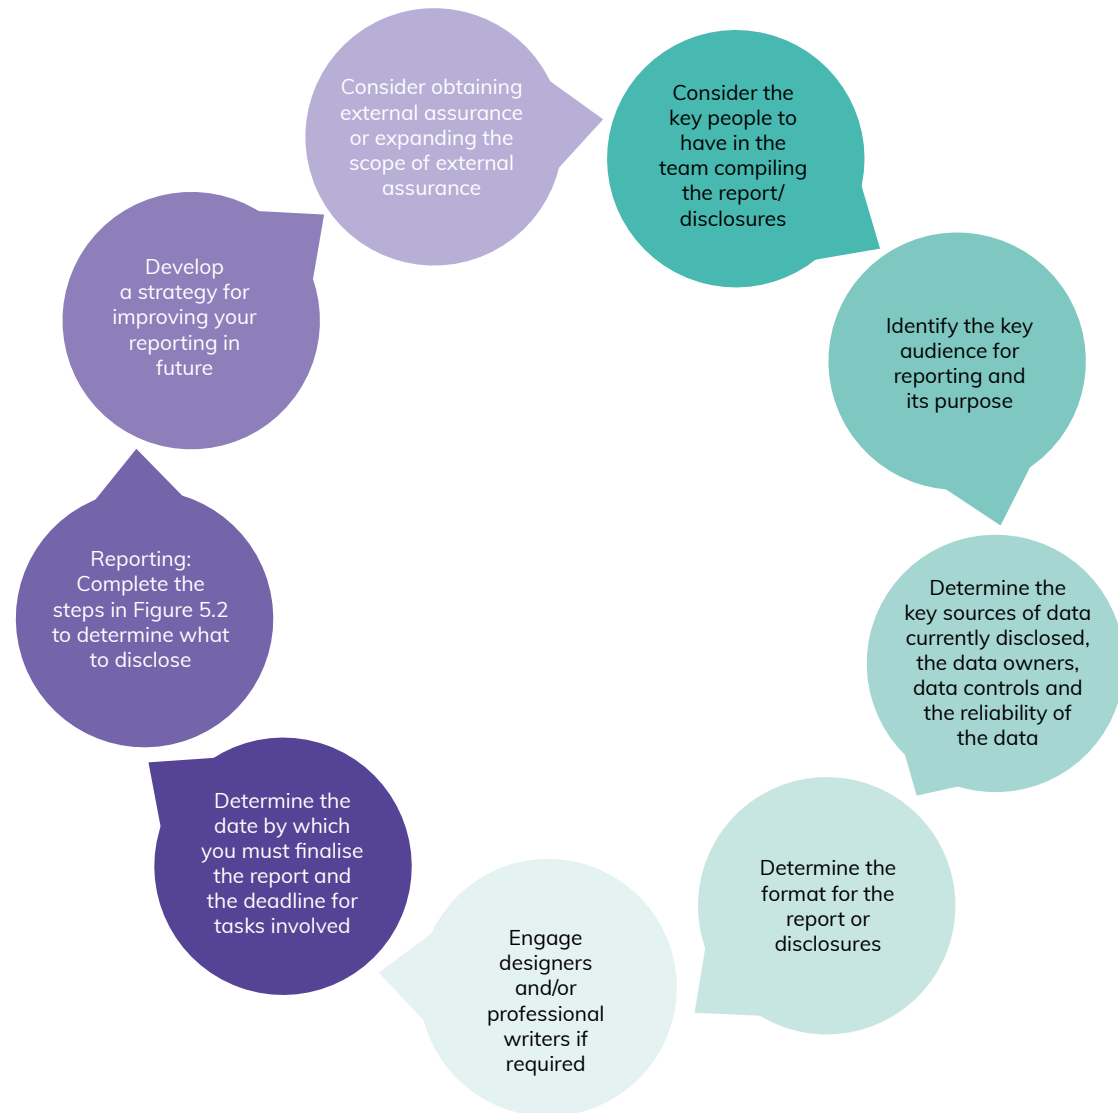 Consider obtaining
external assurance
or expanding the
scope of external
assurance
Consider the
key people to
have in the
team compiling
the report/
disclosures
Identify the key
audience for
reporting and
its purpose
Determine the
key sources of data
currently disclosed,
the data owners,
data controls and
the reliability of
the data
Determine the
format for the
report or
disclosures
Engage
designers
and/or
professional
writers if
required
Determine the
date by which
you must finalise
the report and
the deadline for
tasks involved
Reporting:
Complete the
steps in Figure 5.2
to determine what
to disclose
Develop
a strategy for
improving your
reporting in
future